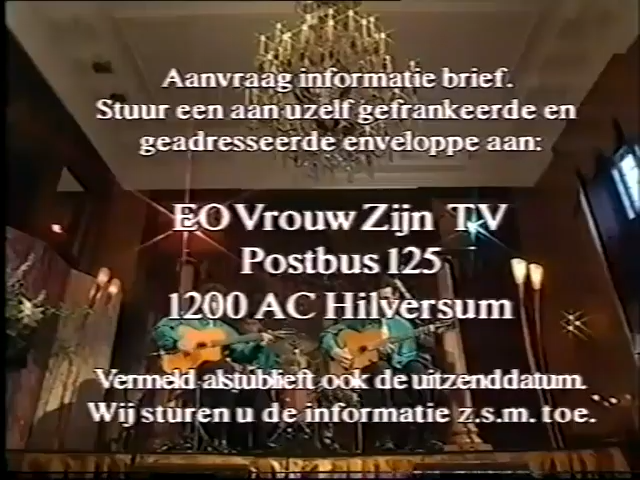 Aanvraag informatie brief.
Stuur een aan uzelf gefrankeerde en
geadresseerde enveloppe aan:
EO Vrouw Zijn TV
Postbus 125
1200 AC Hilversum
Vermeld alstublieft ook de uitzenddatum.
Wij sturen u de informatie z.s.m. toe.